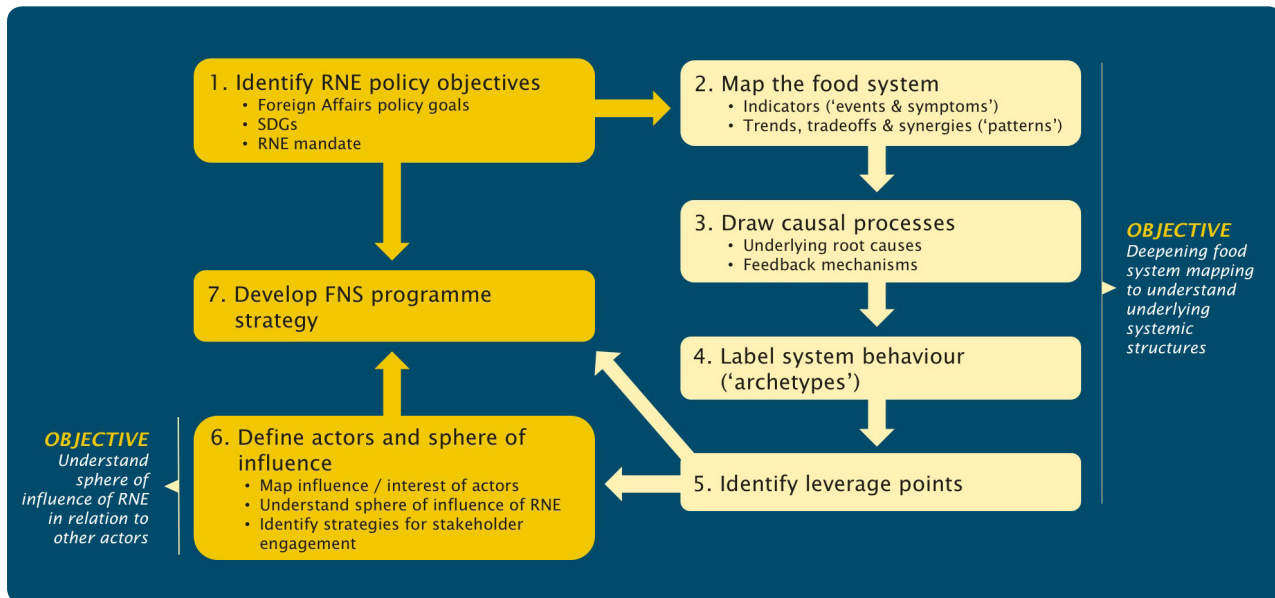 1. Identify RNE policy objectives
• Foreign Affairs policy goals
• SDGs
• RNE mandate
2. Map the food system
• Indicators (‘events & symptoms’)
• Trends, tradeoffs & synergies (‘patterns’)
3. Draw causal processes
• Underlying root causes
• Feedback mechanisms
4. Label system behaviour
(‘archetypes’)
5. Identify leverage points
OBJECTIVE
Deepening food
system mapping
to understand
underlying
systemic
structures
6. Define actors and sphere of
influence
• Map influence / interest of actors
• Understand sphere of influence of RNE
• Identify strategies for stakeholder
engagement
OBJECTIVE
Understand
sphere of
influence of RNE
in relation to
other actors
7. Develop FNS programme
strategy